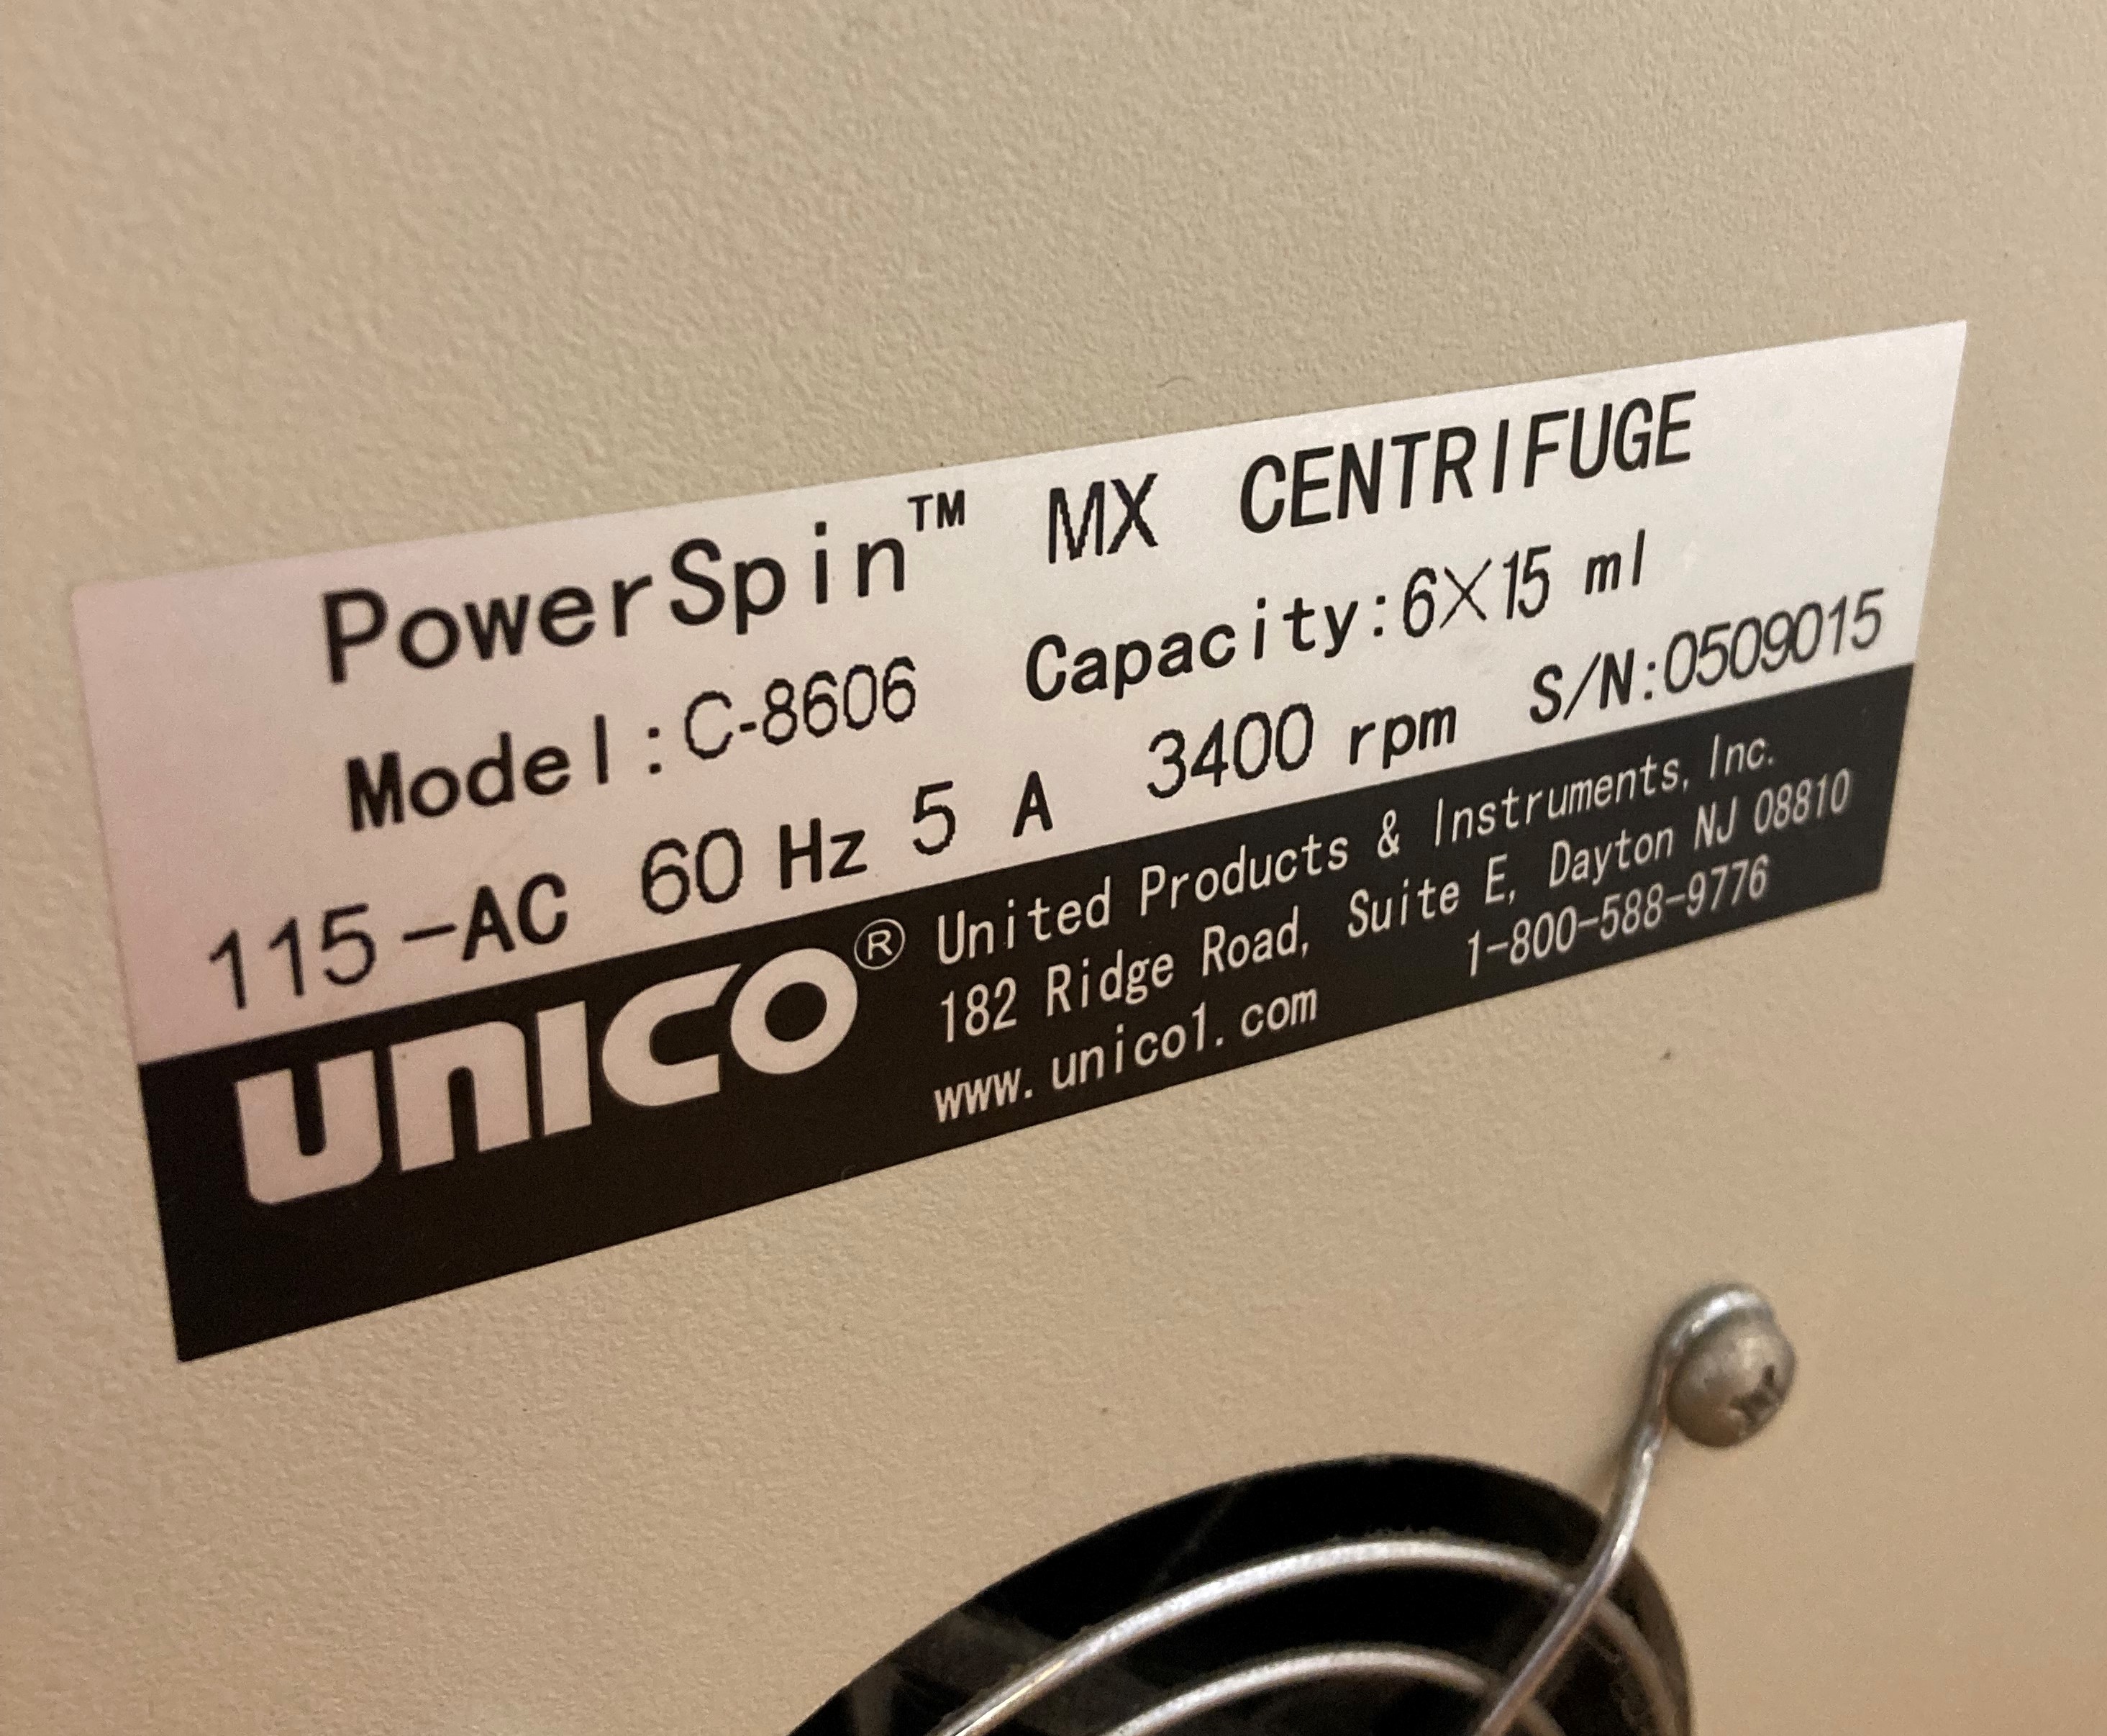 PowerSpin™ MX CENTRIFUGE
Model:C-8606 Capacity:6×15 ml
115-AC 60 Hz 5 A 3400 rpm S/N:0509015
UNICO® United Products & Instruments, Inc.
182 Ridge Road, Suite E, Dayton NJ 08810
www.unico1.com 1-800-588-9776